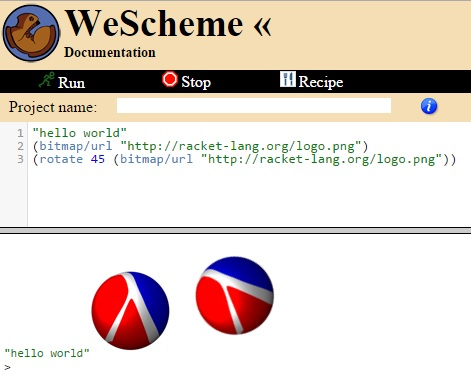 WeScheme «
Documentation
Run Stop Recipe
Project name:
1 "hello world"
2 (bitmap/url "http://racket-lang.org/logo.png")
3 (rotate 45 (bitmap/url "http://racket-lang.org/logo.png"))
"hello world"
>